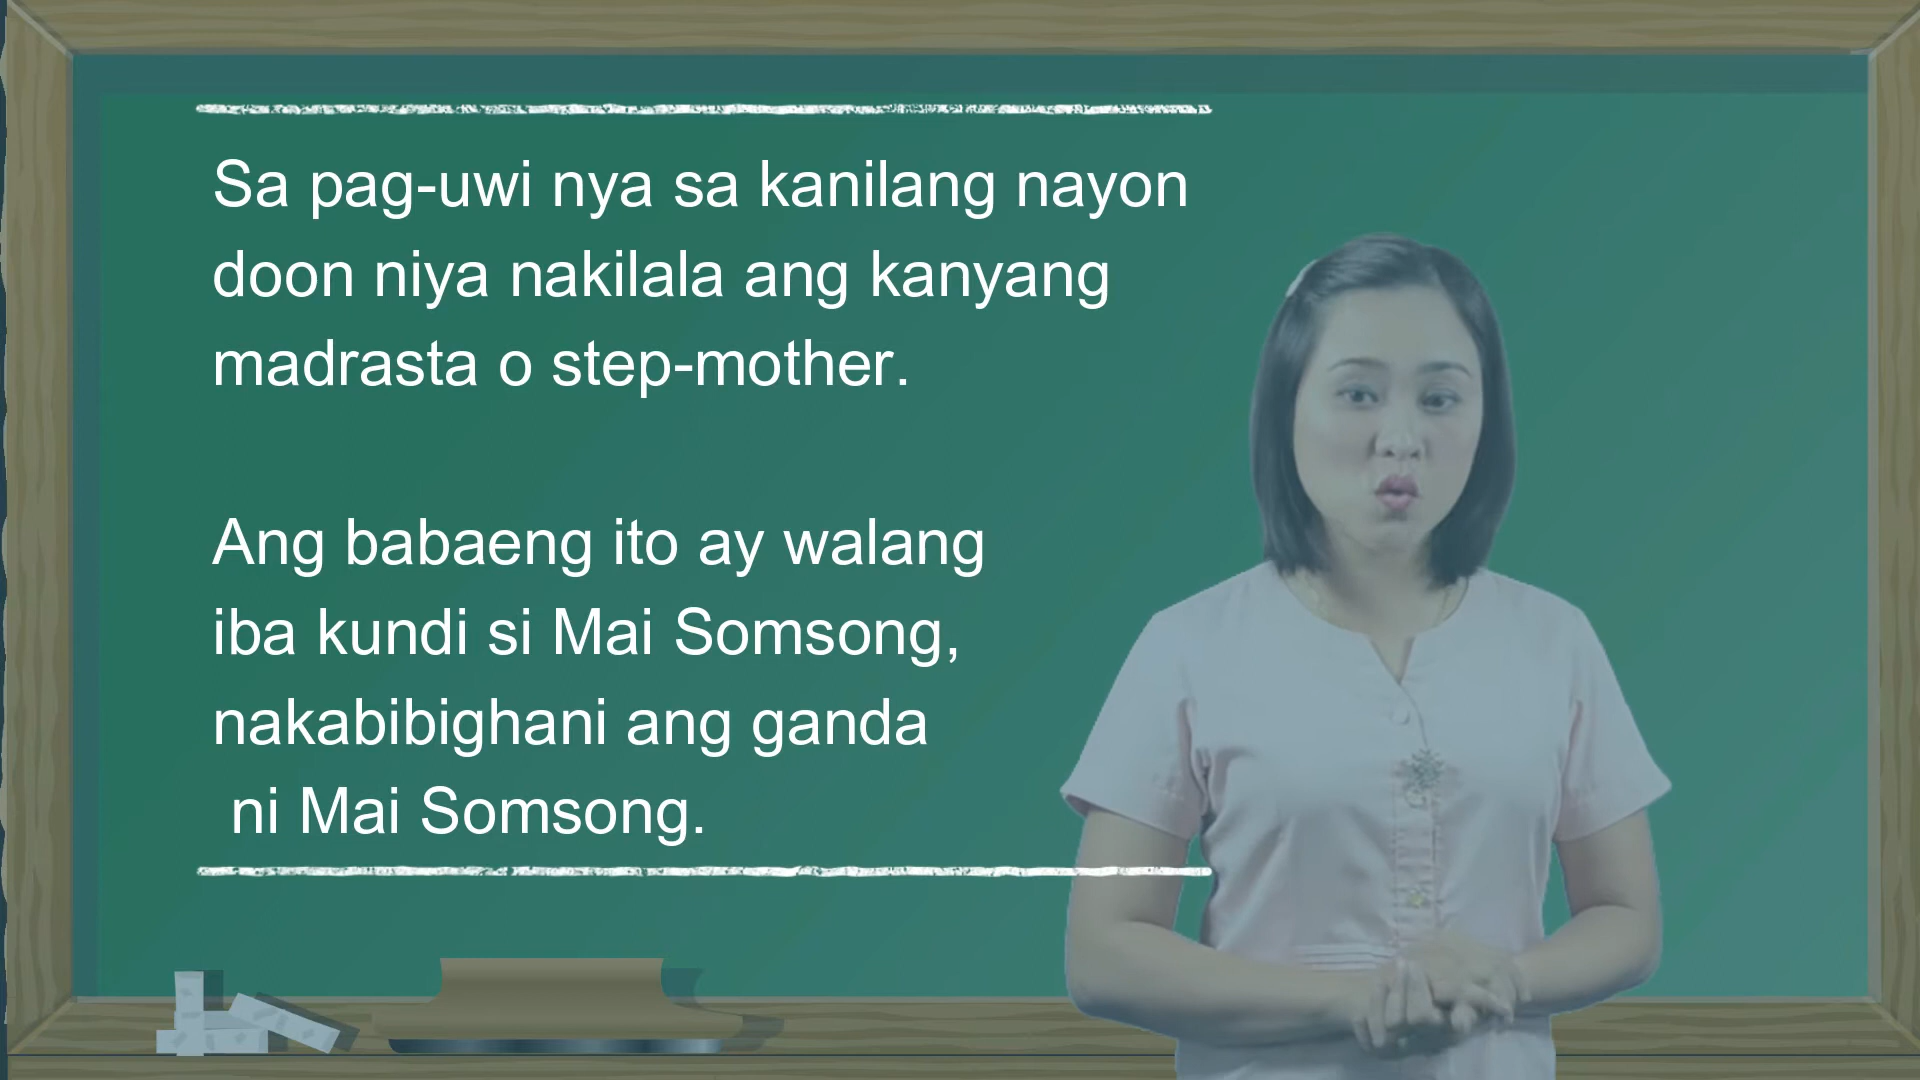 Sa pag-uwi nya sa kanilang nayon
doon niya nakilala ang kanyang
madrasta o step-mother.
Ang babaeng ito ay walang
iba kundi si Mai Somsong,
nakabibighani ang ganda
ni Mai Somsong.